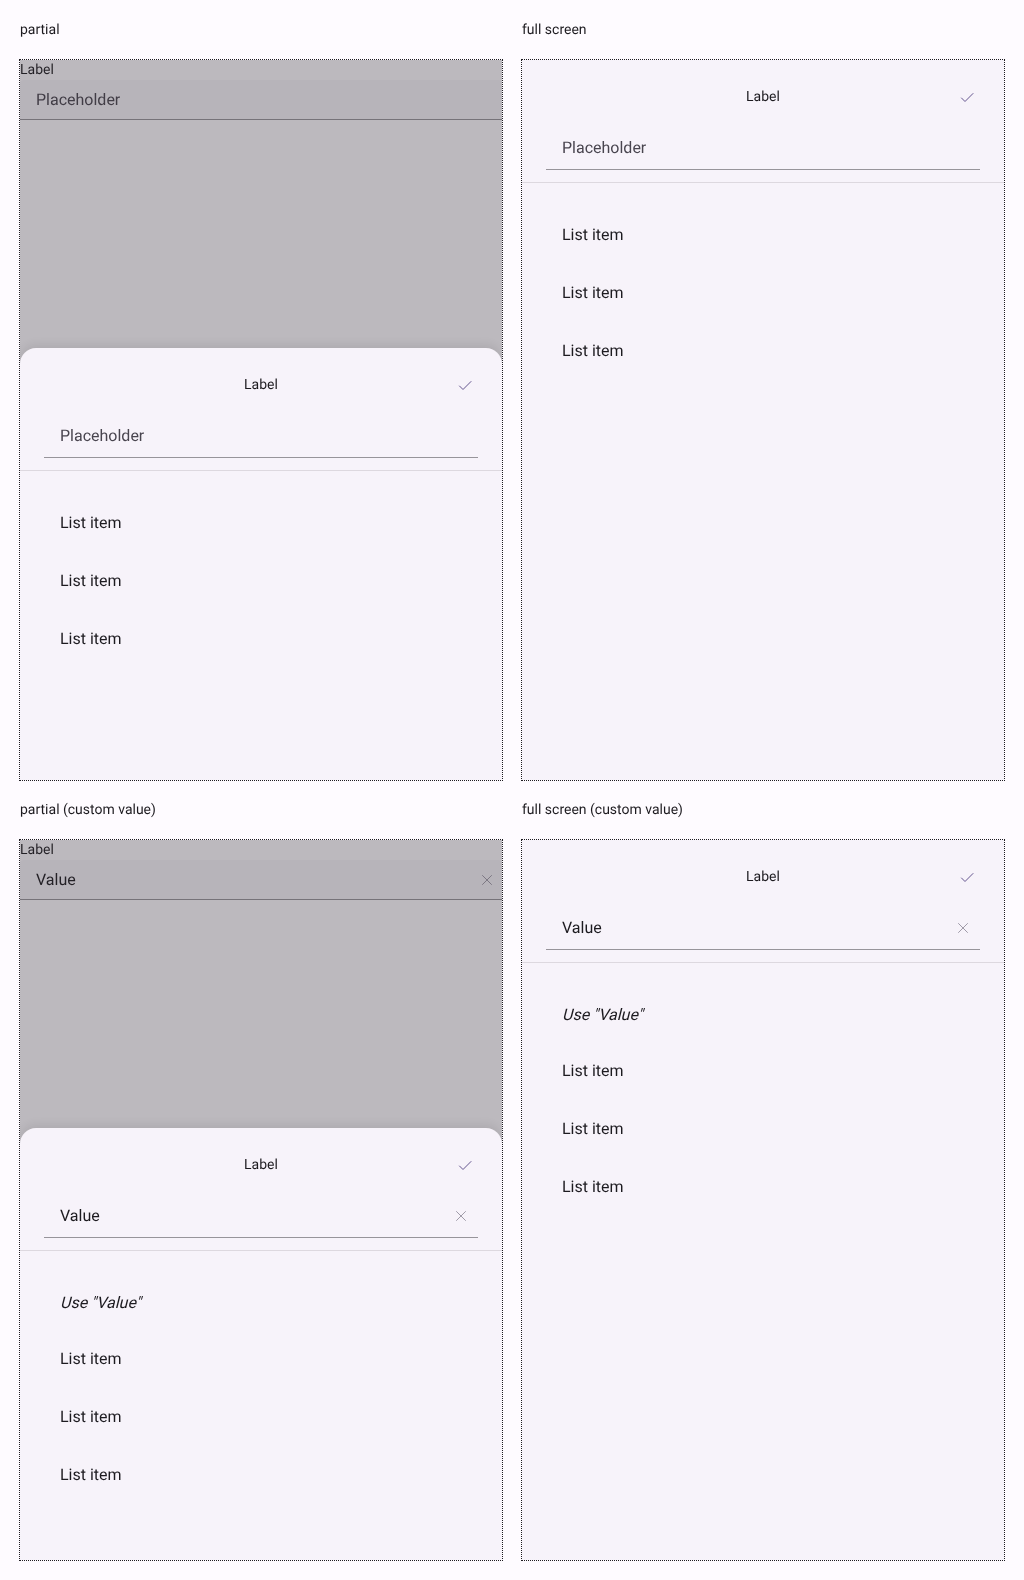 partial
Label
Placeholder
Label
Placeholder
List item
List item
List item
full screen
Label
Placeholder
List item
List item
List item
partial (custom value)
Label
Value
Label
Value
Use "Value"
List item
List item
List item
full screen (custom value)
Label
Value
Use "Value"
List item
List item
List item